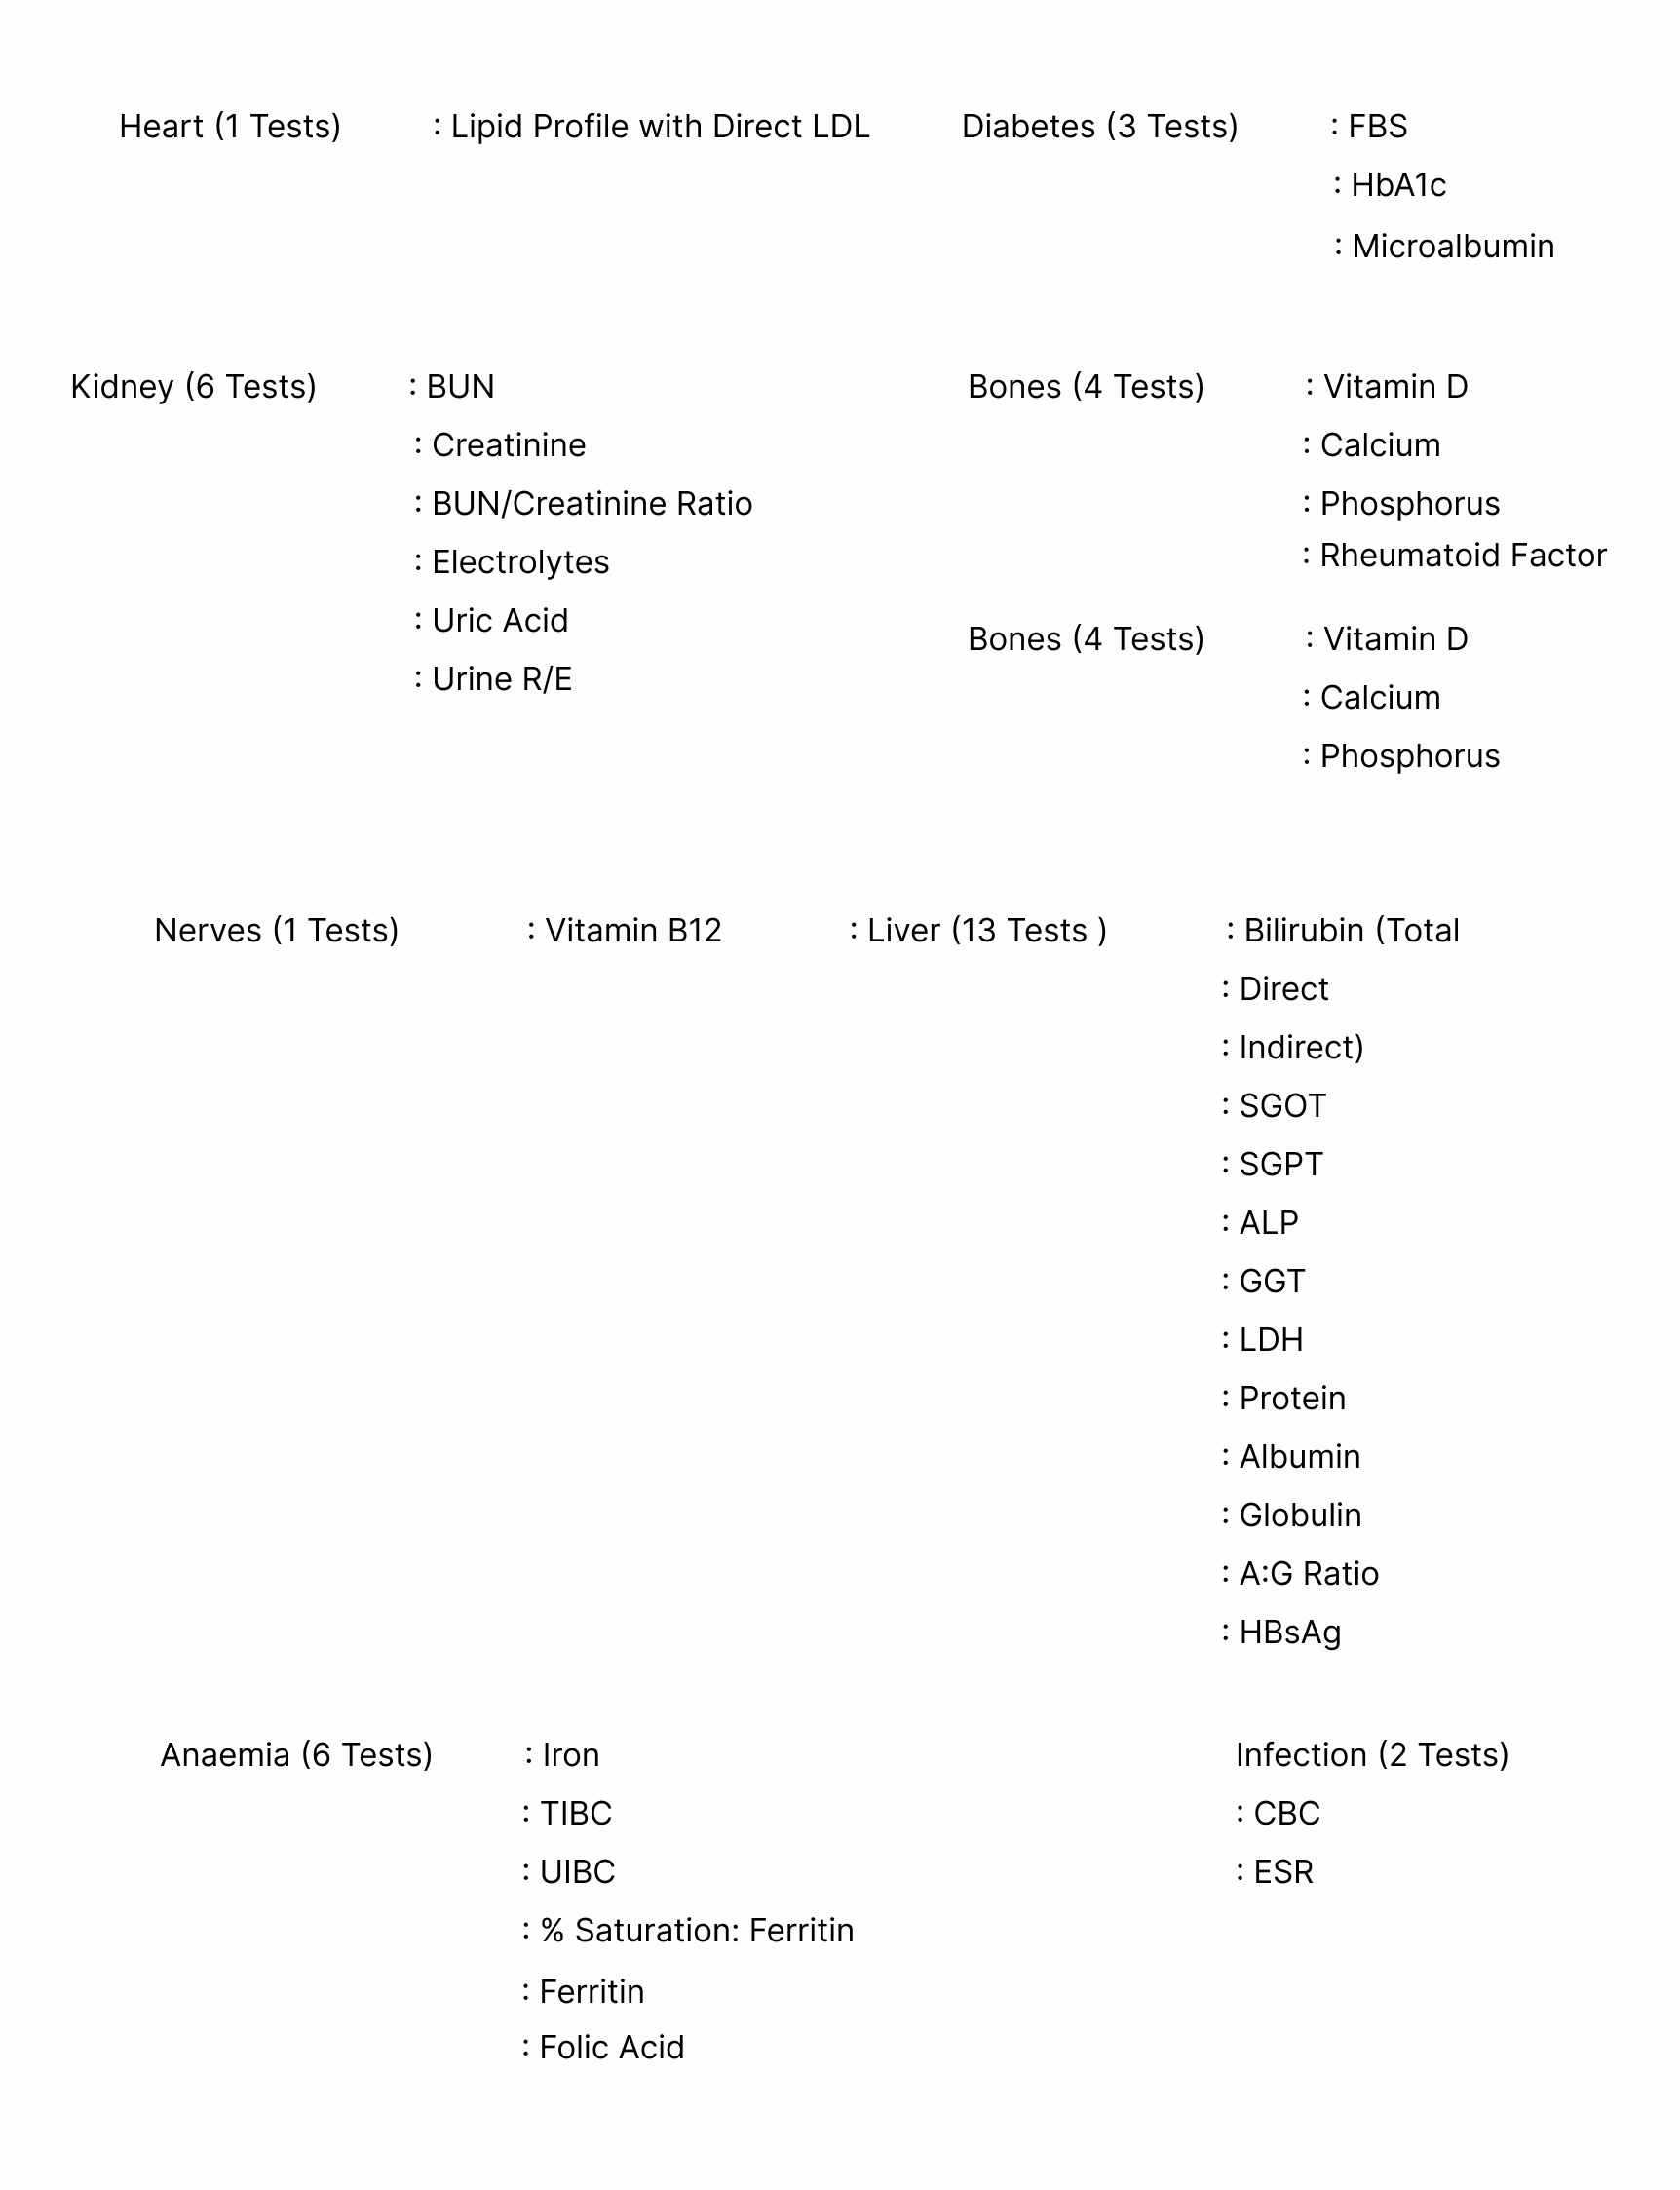 Heart (1 Tests) : Lipid Profile with Direct LDL Diabetes (3 Tests) : FBS
: HbA1c
: Microalbumin
Kidney (6 Tests) : BUN
: Creatinine
: BUN/Creatinine Ratio
: Electrolytes
: Uric Acid
: Urine R/E
Bones (4 Tests) : Vitamin D
: Calcium
: Phosphorus
: Rheumatoid Factor
Bones (4 Tests) : Vitamin D
: Calcium
: Phosphorus
Nerves (1 Tests) : Vitamin B12 : Liver (13 Tests ) : Bilirubin (Total
: Direct
: Indirect)
: SGOT
: SGPT
: ALP
: GGT
: LDH
: Protein
: Albumin
: Globulin
: A:G Ratio
: HBsAg
Anaemia (6 Tests) : Iron
: TIBC
: UIBC
: % Saturation: Ferritin
: Ferritin
: Folic Acid
Infection (2 Tests)
: CBC
: ESR